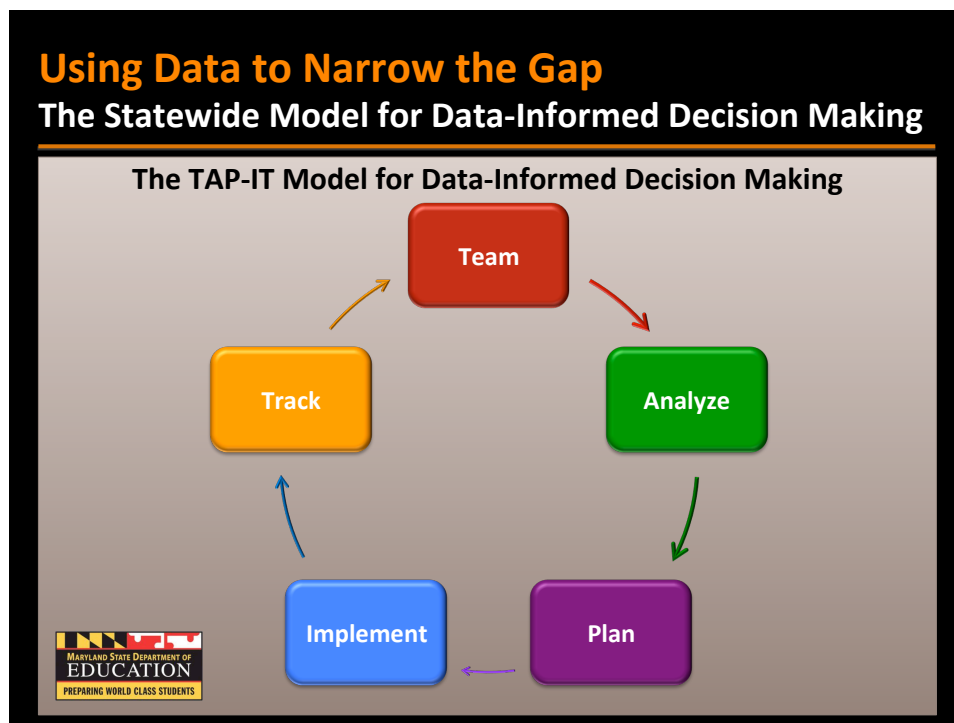 Using Data to Narrow the Gap
The Statewide Model for Data-Informed Decision Making
The TAP-IT Model for Data-Informed Decision Making
Team
Track
Analyze
Implement
Plan
MARYLAND STATE DEPARTMENT OF
EDUCATION
PREPARING WORLD CLASS STUDENTS